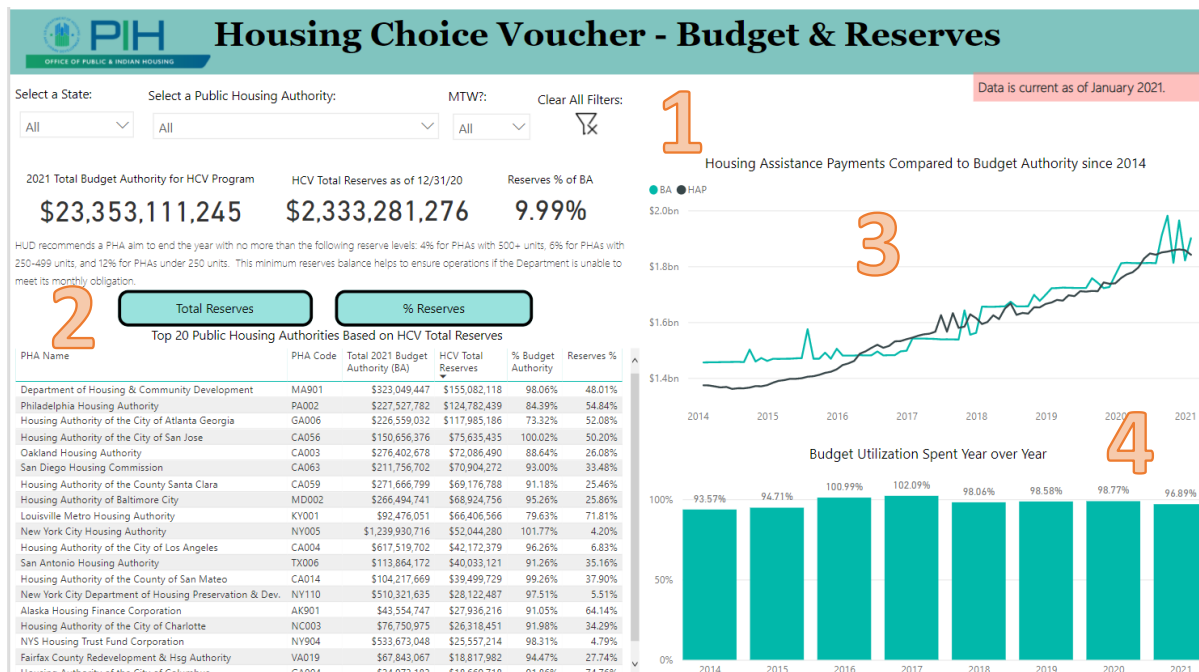 PIH
OFFICE OF PUBLIC & INDIAN HOUSING
Housing Choice Voucher - Budget & Reserves
Data is current as of January 2021.
Select a State:
All
Select a Public Housing Authority:
All
MTW?:
All
Clear All Filters:
1
2021 Total Budget Authority for HCV Program
$23,353,111,245
HCV Total Reserves as of 12/31/20
$2,333,281,276
Reserves % of BA
9.99%
HUD recommends a PHA aim to end the year with no more than the following reserve levels: 4% for PHAs with 500+ units, 6% for PHAs with
250-499 units, and 12% for PHAs under 250 units. This minimum reserves balance helps to ensure operations if the Department is unable to
meet its monthly obligation.
2
Total Reserves
% Reserves
Top 20 Public Housing Authorities Based on HCV Total Reserves
PHA Name PHA Code Total 2021 Budget Authority (BA) HCV Total Reserves % Budget Authority Reserves %
Department of Housing & Community Development MA901 $323,049,447 $155,082,118 98.06% 48.01%
Philadelphia Housing Authority PA002 $227,527,782 $124,782,439 84.39% 54.84%
Housing Authority of the City of Atlanta Georgia GA006 $226,559,032 $117,985,186 73.32% 52.08%
Housing Authority of the City of San Jose CA056 $150,656,376 $75,635,435 100.02% 50.20%
Oakland Housing Authority CA003 $276,402,678 $72,086,490 88.64% 26.08%
San Diego Housing Commission CA063 $211,756,702 $70,904,272 93.00% 33.48%
Housing Authority of the County Santa Clara CA059 $271,666,799 $69,176,788 91.18% 25.46%
Housing Authority of Baltimore City MD002 $266,494,741 $68,924,756 95.26% 25.86%
Louisville Metro Housing Authority KY001 $92,476,051 $66,406,566 79.63% 71.81%
New York City Housing Authority NY005 $1,239,930,716 $52,044,280 101.77% 4.20%
Housing Authority of the City of Los Angeles CA004 $617,519,702 $42,172,379 96.26% 6.83%
San Antonio Housing Authority TX006 $113,864,172 $40,033,121 91.26% 35.16%
Housing Authority of the County of San Mateo CA014 $104,217,669 $39,499,729 99.26% 37.90%
New York City Department of Housing Preservation & Dev. NY110 $510,321,635 $28,122,487 97.51% 5.51%
Alaska Housing Finance Corporation AK901 $43,554,747 $27,936,216 91.05% 64.14%
Housing Authority of the City of Charlotte NC003 $76,750,975 $26,318,451 91.98% 34.29%
NYS Housing Trust Fund Corporation NY904 $533,673,048 $25,557,214 98.31% 4.79%
Fairfax County Redevelopment & Hsg Authority VA019 $67,843,067 $18,817,982 94.47% 27.74%
Housing Authority of the City of Columbus
Housing Assistance Payments Compared to Budget Authority since 2014
BA HAP
3
$2.0bn
$1.8bn
$1.6bn
$1.4bn
2014 2015 2016 2017 2018 2019 2020 2021
4
Budget Utilization Spent Year over Year
100%
50%
0%
93.57% 94.71% 100.99% 102.09% 98.06% 98.58% 98.77% 96.89%
2014 2015 2016 2017 2018 2019 2020 2021